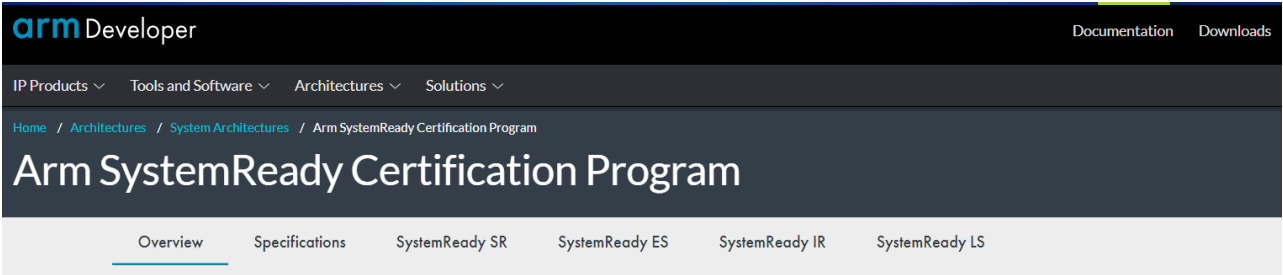 arm Developer
Documentation Downloads
IP Products Tools and Software Architectures Solutions
Home / Architectures / System Architectures / Arm SystemReady Certification Program
Arm SystemReady Certification Program
Overview Specifications SystemReady SR SystemReady ES SystemReady IR SystemReady LS